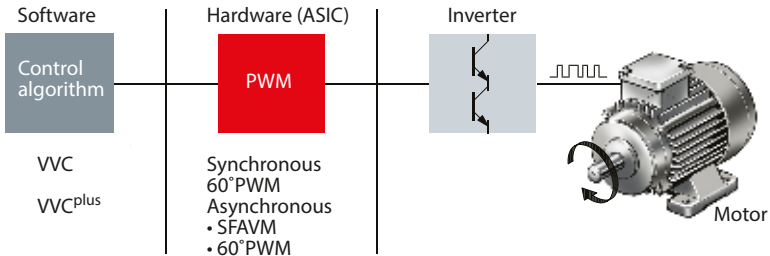 Software
Hardware (ASIC)
Inverter
Control
algorithm
PWM
VVC
VVCplus
Synchronous
60˚PWM
Asynchronous
• SFAVM
• 60˚PWM
Motor